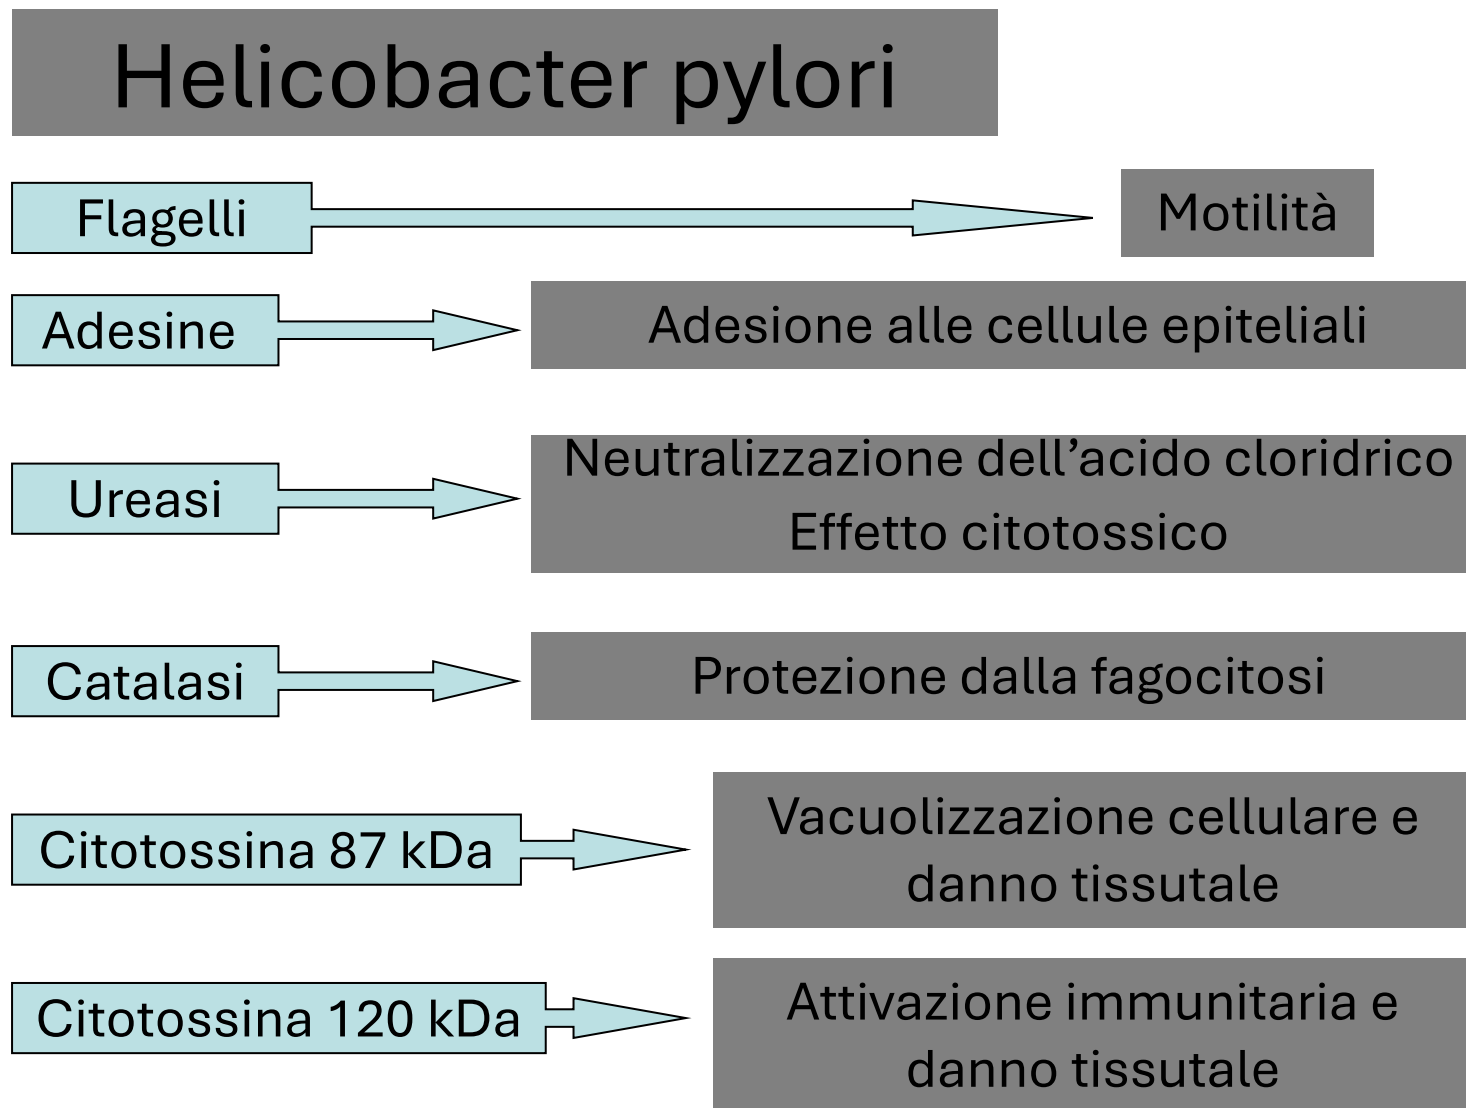 Helicobacter pylori
Flagelli
Motilità
Adesine
Adesione alle cellule epiteliali
Ureasi
Neutralizzazione dell’acido cloridrico
Effetto citotossico
Catalasi
Protezione dalla fagocitosi
Citotossina 87 kDa
Vacuolizzazione cellulare e
danno tissutale
Citotossina 120 kDa
Attivazione immunitaria e
danno tissutale